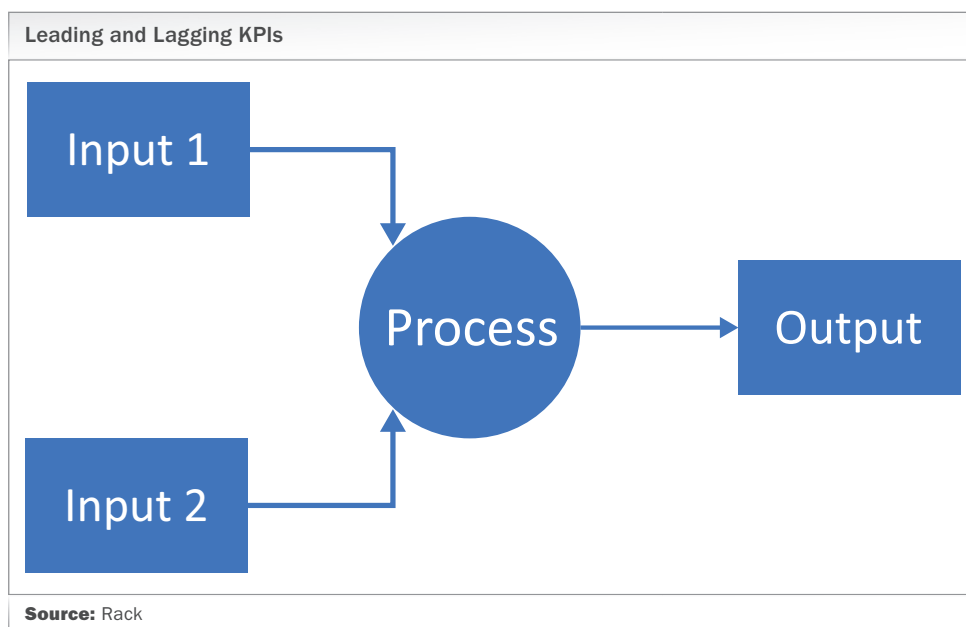 Leading and Lagging KPIs
Input 1
Process
Output
Input 2
Source: Rack